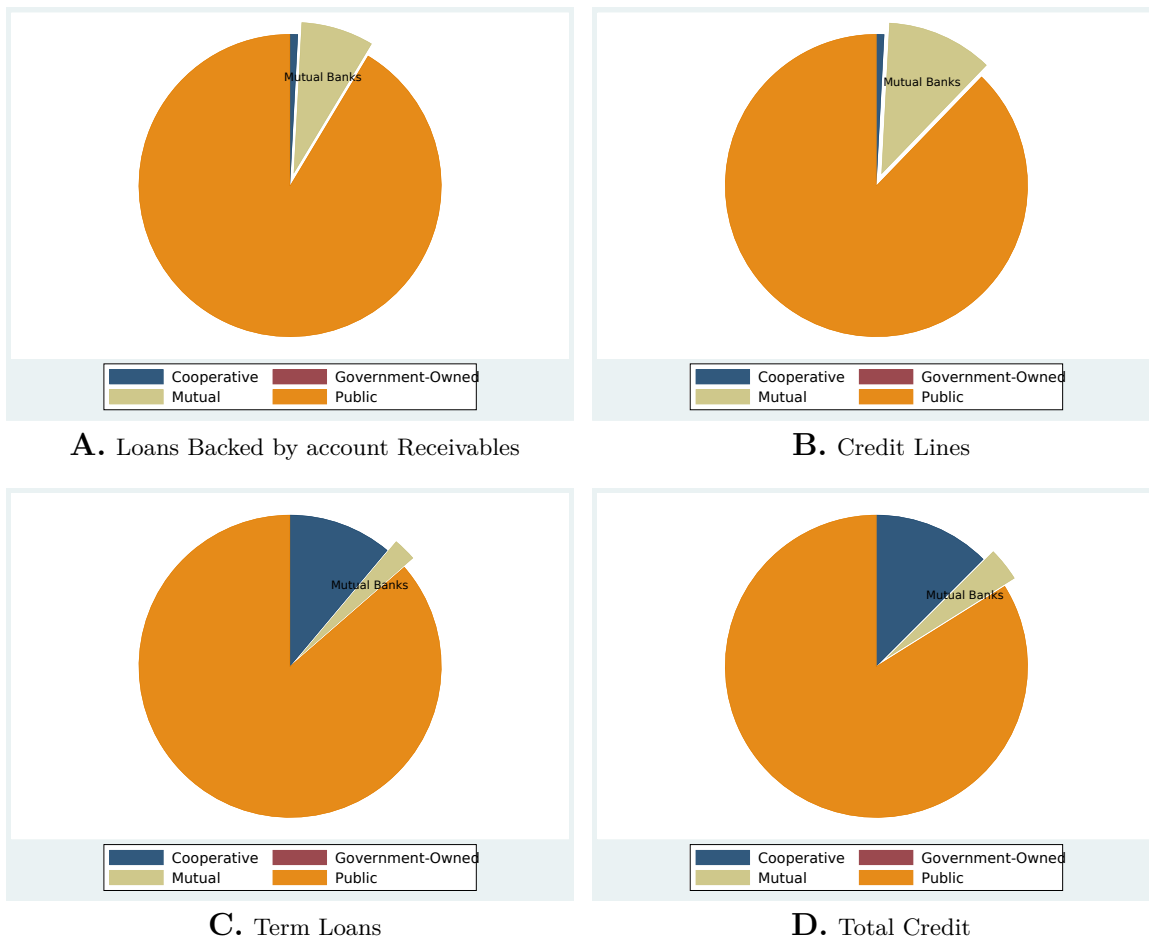 Mutual Banks
Mutual Banks
Cooperative Government-Owned
Mutual Public
Cooperative Government-Owned
Mutual Public
A. Loans Backed by account Receivables
B. Credit Lines
Mutual Banks
Mutual Banks
Cooperative Government-Owned
Mutual Public
Cooperative Government-Owned
Mutual Public
C. Term Loans
D. Total Credit